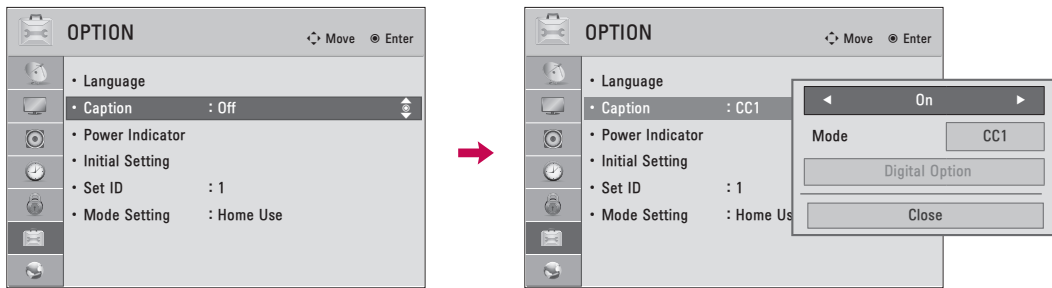 OPTION
Move Enter
• Language
• Caption : Off
• Power Indicator
• Initial Setting
• Set ID : 1
• Mode Setting : Home Use
OPTION
Move Enter
• Language
• Caption : CC1
• Power Indicator
• Initial Setting
• Set ID : 1
• Mode Setting : Home Us
◀ On ▶
Mode CC1
Digital Option
Close